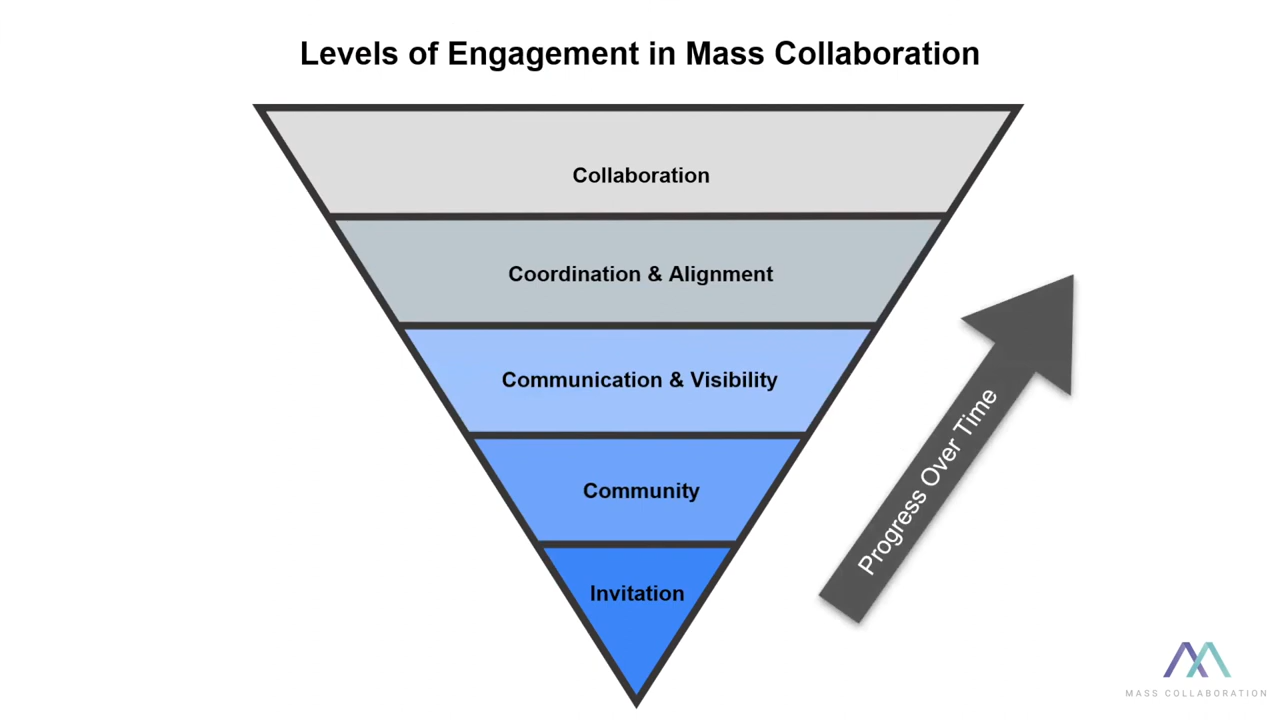 Levels of Engagement in Mass Collaboration
Collaboration
Coordination & Alignment
Communication & Visibility
Community
Invitation
Progress Over Time
MASS COLLABORATION